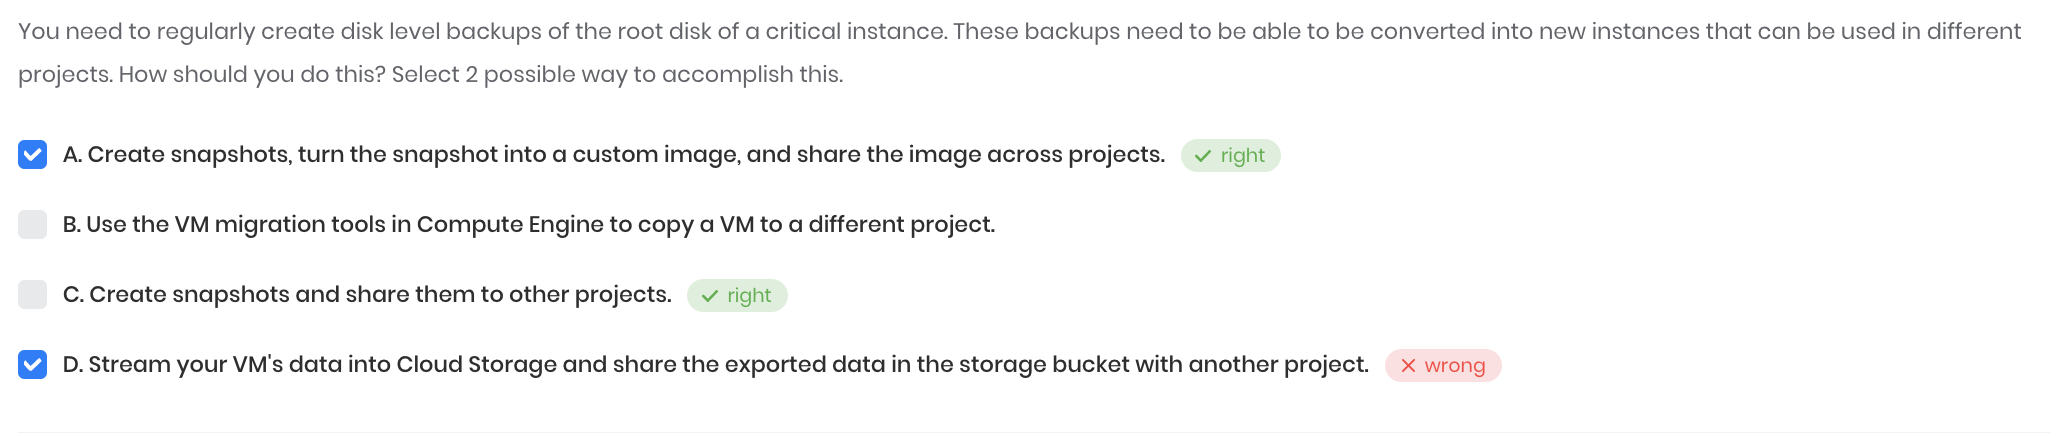 You need to regularly create disk level backups of the root disk of a critical instance. These backups need to be able to be converted into new instances that can be used in different
projects. How should you do this? Select 2 possible way to accomplish this.
A. Create snapshots, turn the snapshot into a custom image, and share the image across projects. right
B. Use the VM migration tools in Compute Engine to copy a VM to a different project.
C. Create snapshots and share them to other projects. right
D. Stream your VM's data into Cloud Storage and share the exported data in the storage bucket with another project. wrong